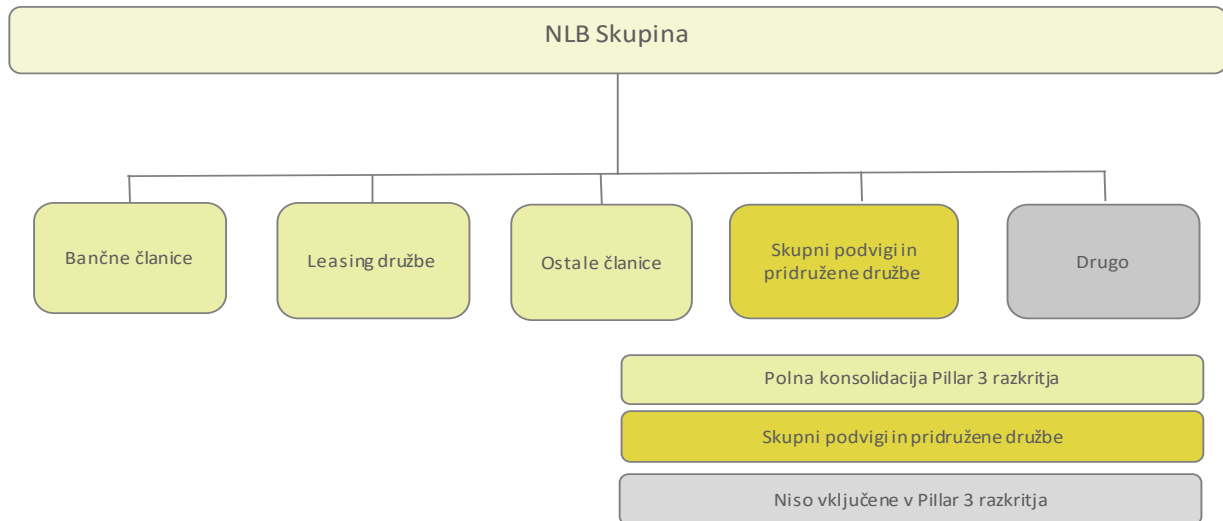 NLB Skupina
Bančne članice
Leasing družbe
Ostale članice
Skupni podvigi in
pridružene družbe
Drugo
Polna konsolidacija Pillar 3 razkritja
Skupni podvigi in pridružene družbe
Niso vključene v Pillar 3 razkritja